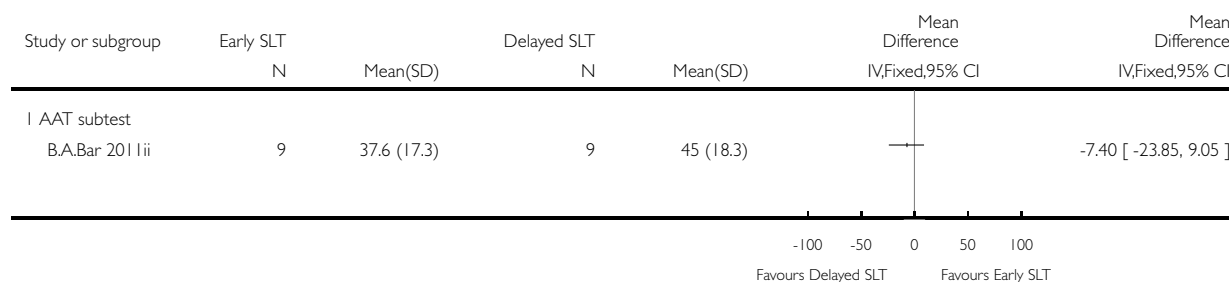 Mean Mean
Study or subgroup Early SLT Delayed SLT Difference Difference
N Mean(SD) N Mean(SD) IV,Fixed,95% CI IV,Fixed,95% CI
1 AAT subtest
B.A.Bar 2011ii 9 37.6 (17.3) 9 45 (18.3) -7.40 [ -23.85, 9.05 ]
-100 -50 0 50 100
Favours Delayed SLT Favours Early SLT